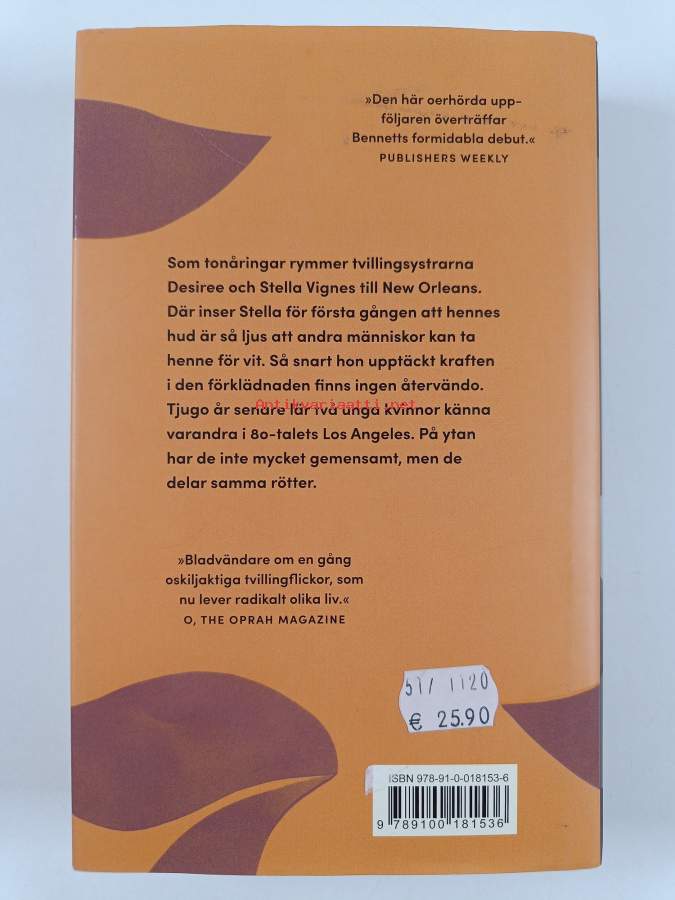 »Den här oerhörda upp-
följaren överträffar
Bennetts formidabla debut.«
PUBLISHERS WEEKLY
Som tonåringar rymmer tvillingsystrarna
Desiree och Stella Vignes till New Orleans.
Där inser Stella för första gången att hennes
hud är så ljus att andra människor kan ta
henne för vit. Så snart hon upptäckt kraften
i den förklädnaden finns ingen återvändo.
Antikvariaatti.net
Tjugo år senare lär två unga kvinnor känna
varandra i 80-talets Los Angeles. På ytan
har de inte mycket gemensamt, men de
delar samma rötter.
»Bladvändare om en gång
oskiljaktiga tvillingflickor, som
nu lever radikalt olika liv.«
O, THE OPRAH MAGAZINE
517 1120
€ 25.90
ISBN 978-91-0-018153-6
9 789100 181536